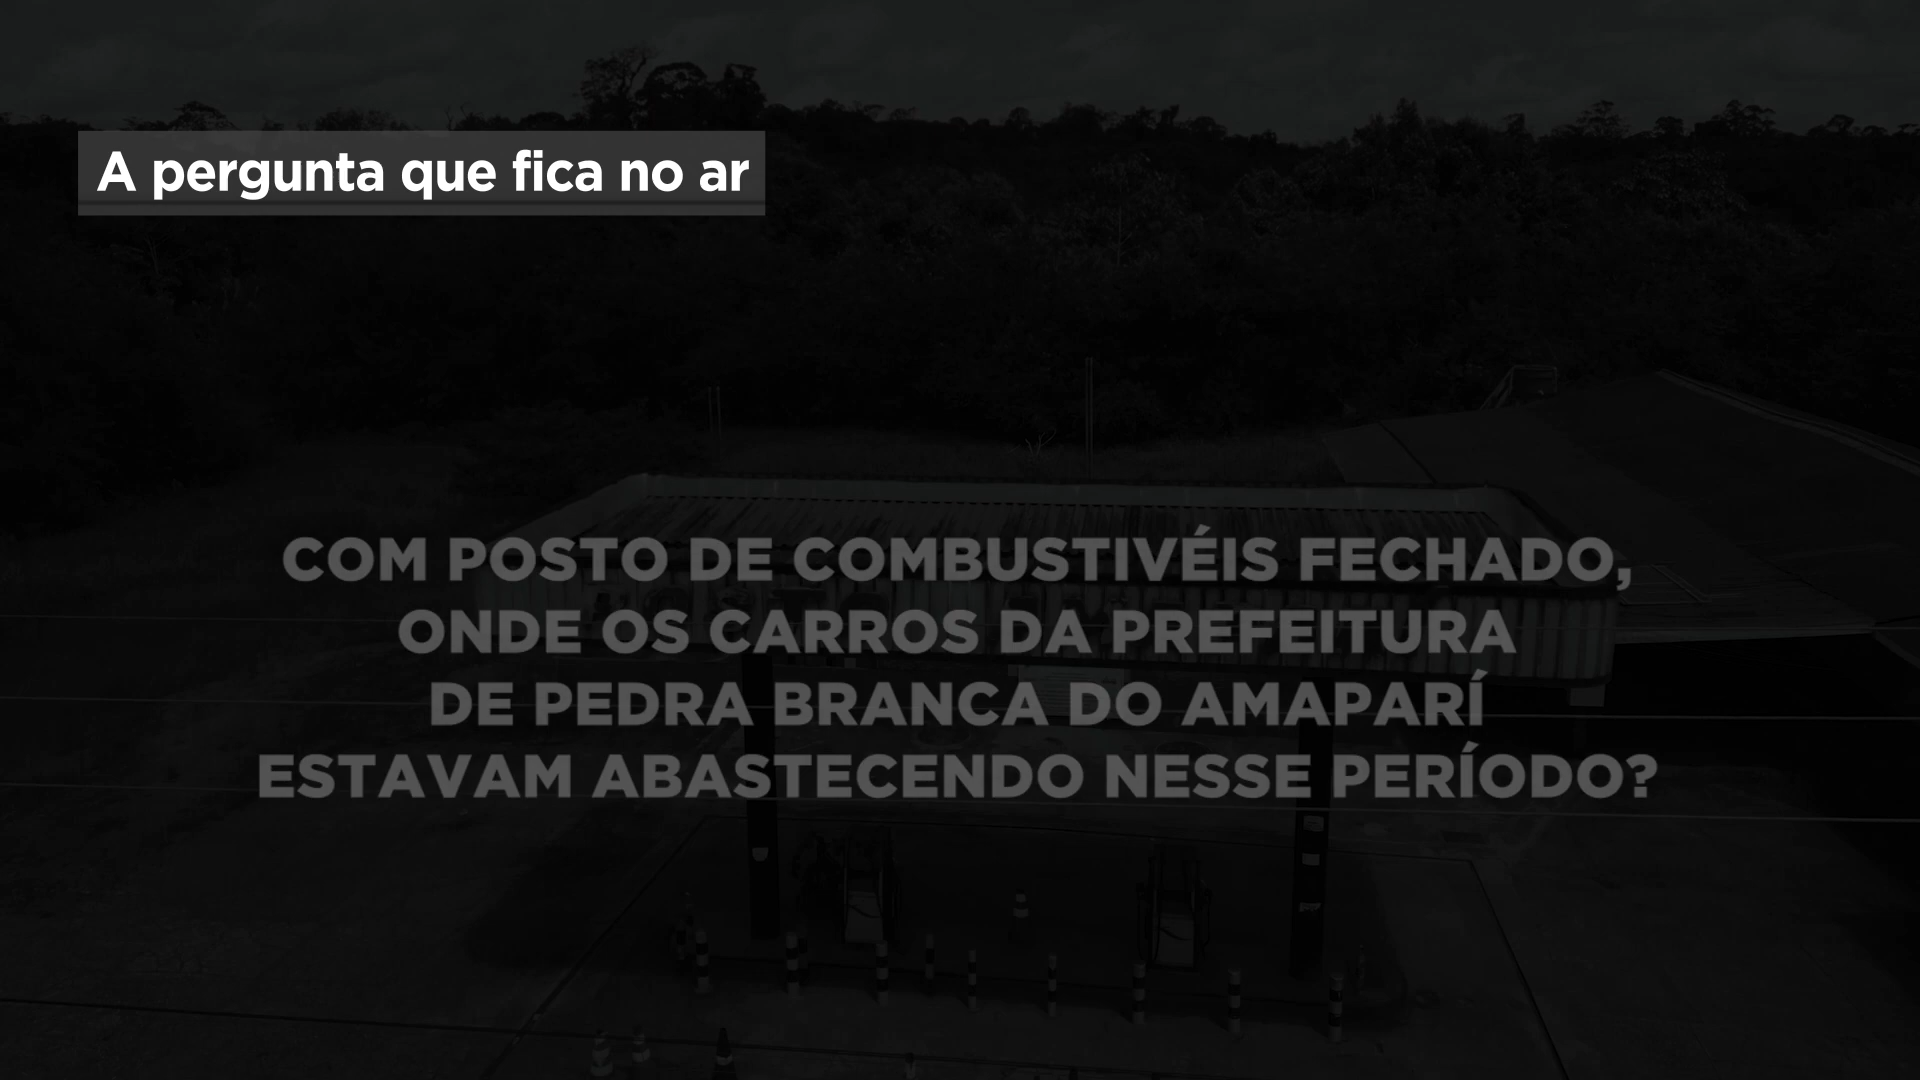 A pergunta que fica no ar
COM POSTO DE COMBUSTIVÉIS FECHADO,
ONDE OS CARROS DA PREFEITURA
DE PEDRA BRANCA DO AMAPARÍ
ESTAVAM ABASTECENDO NESSE PERÍODO?